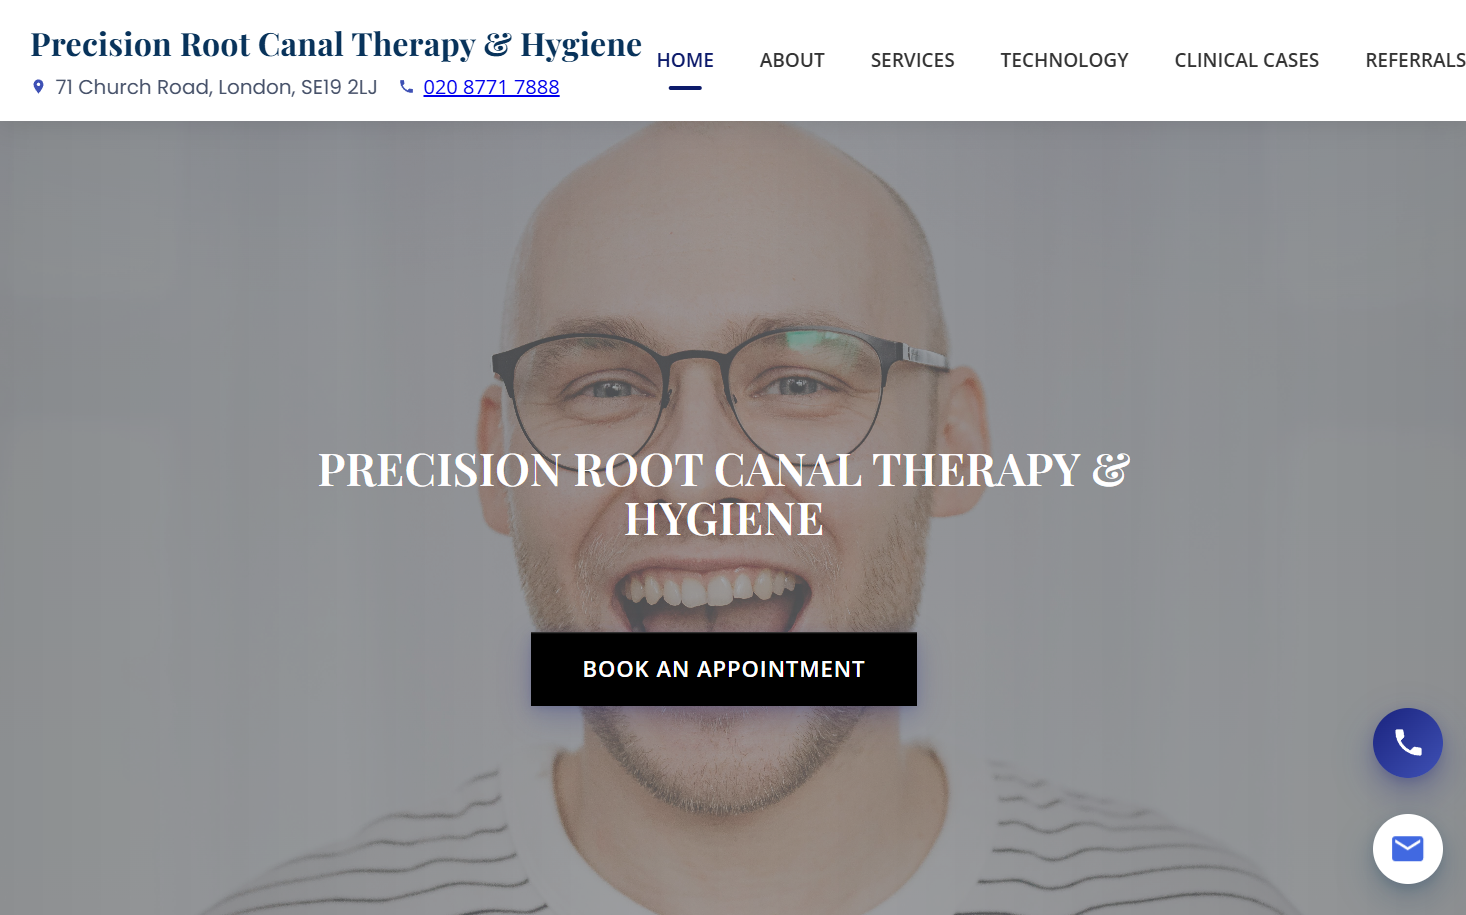 Precision Root Canal Therapy & Hygiene
71 Church Road, London, SE19 2LJ 020 8771 7888
HOME ABOUT SERVICES TECHNOLOGY CLINICAL CASES REFERRALS
PRECISION ROOT CANAL THERAPY &
HYGIENE
BOOK AN APPOINTMENT